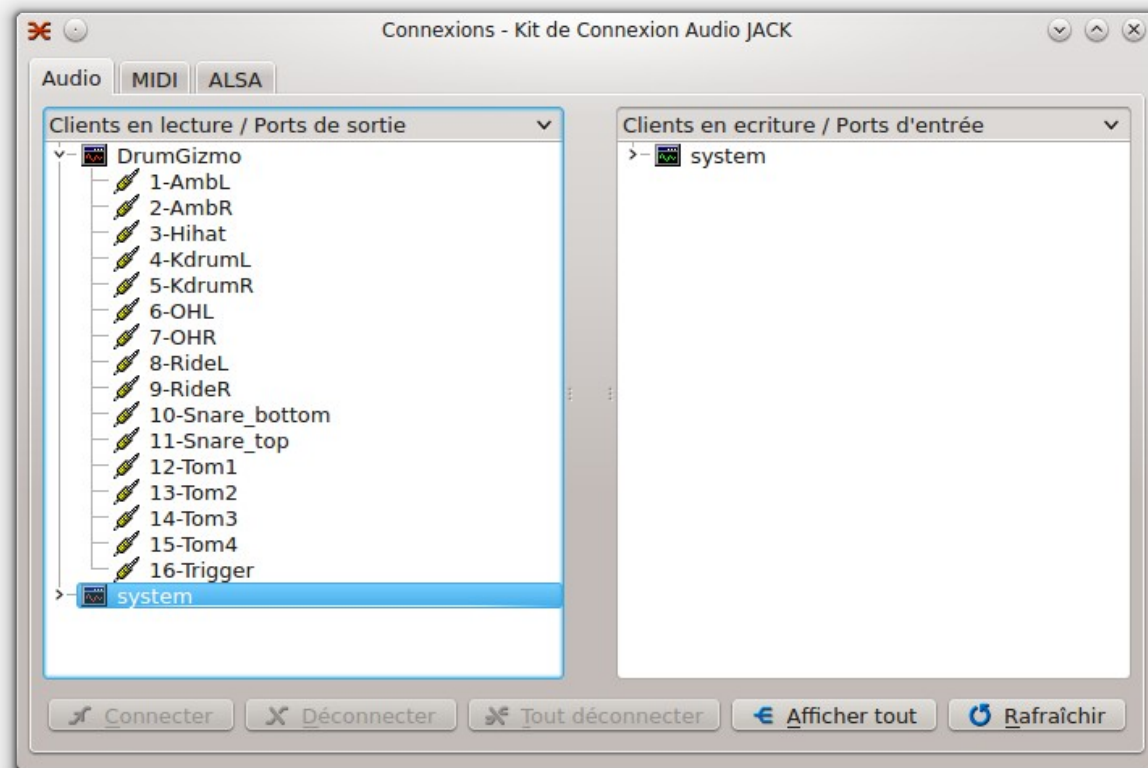 Connexions - Kit de Connexion Audio JACK
Audio MIDI ALSA
Clients en lecture / Ports de sortie
DrumGizmo
1-AmbL
2-AmbR
3-Hihat
4-KdrumL
5-KdrumR
6-OHL
7-OHR
8-RideL
9-RideR
10-Snare_bottom
11-Snare_top
12-Tom1
13-Tom2
14-Tom3
15-Tom4
16-Trigger
system
Clients en ecriture / Ports d'entrée
system
Connecter Déconnecter Tout déconnecter Afficher tout Rafraîchir